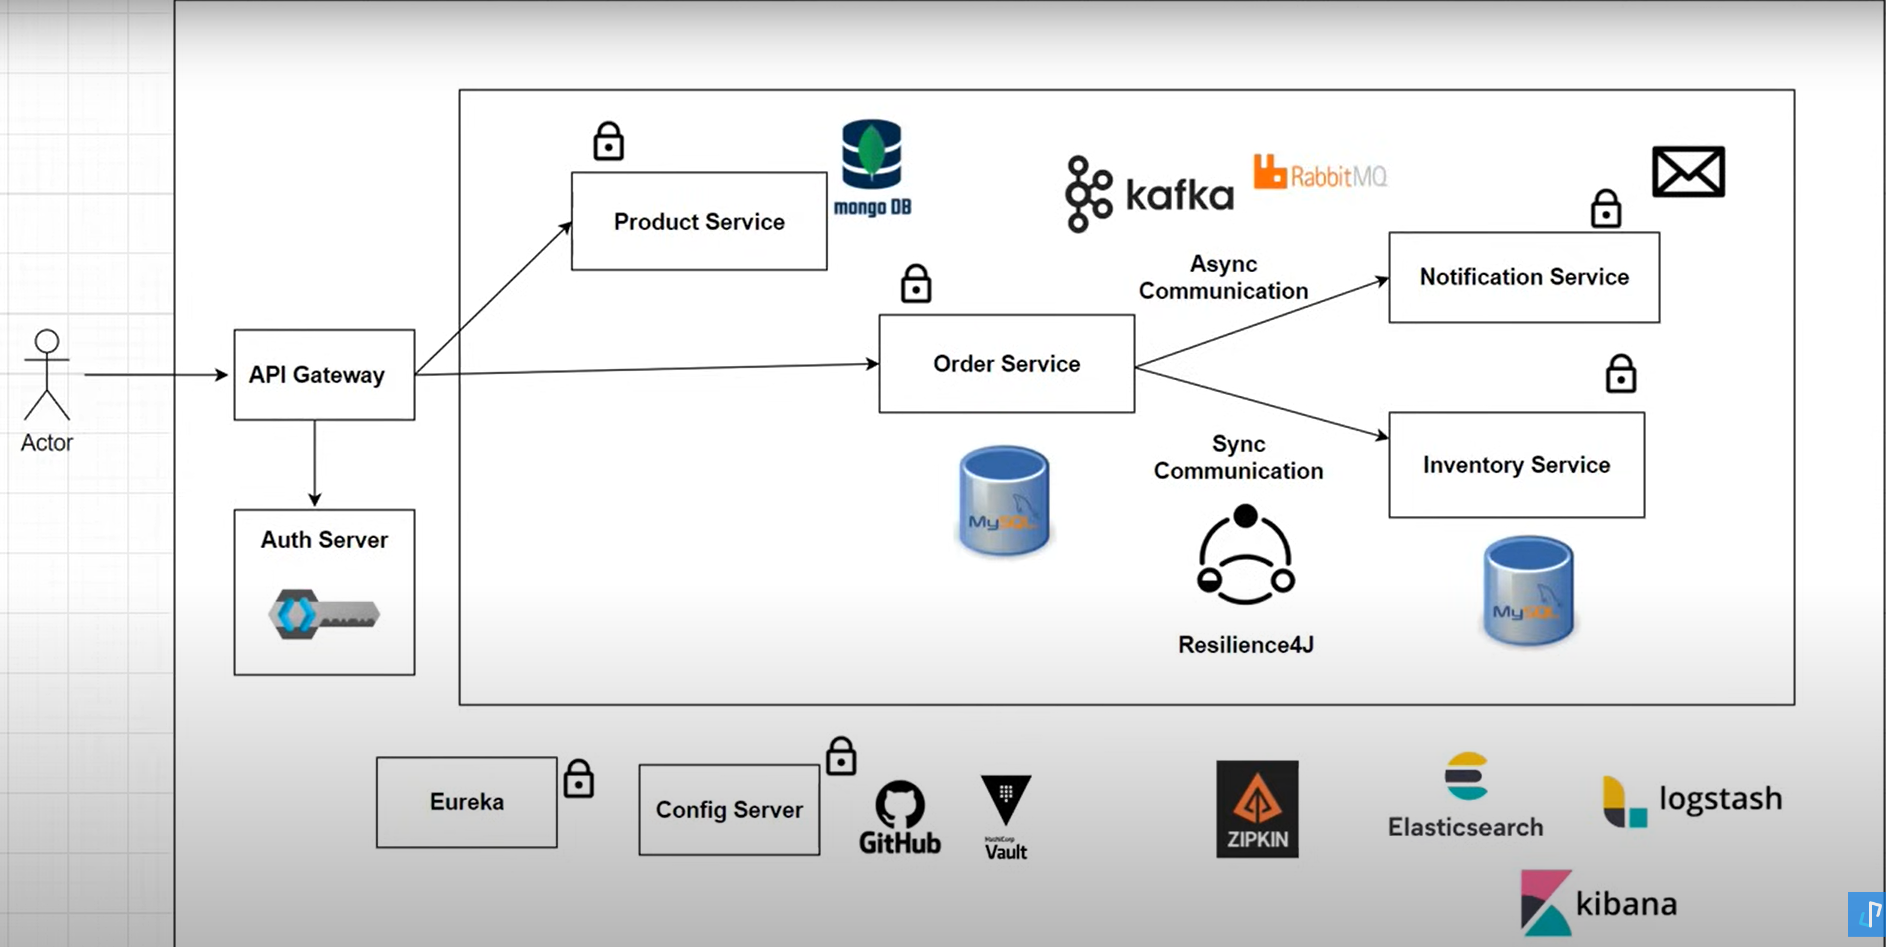 mongo DB
Product Service
kafka
RabbitMQ
Async
Communication
Notification Service
API Gateway
Order Service
Actor
Sync
Communication
Inventory Service
MySQL
Auth Server
MySQL
Resilience4J
Eureka
Config Server
GitHub
HashiCorp
Vault
ZIPKIN
Elasticsearch
logstash
kibana